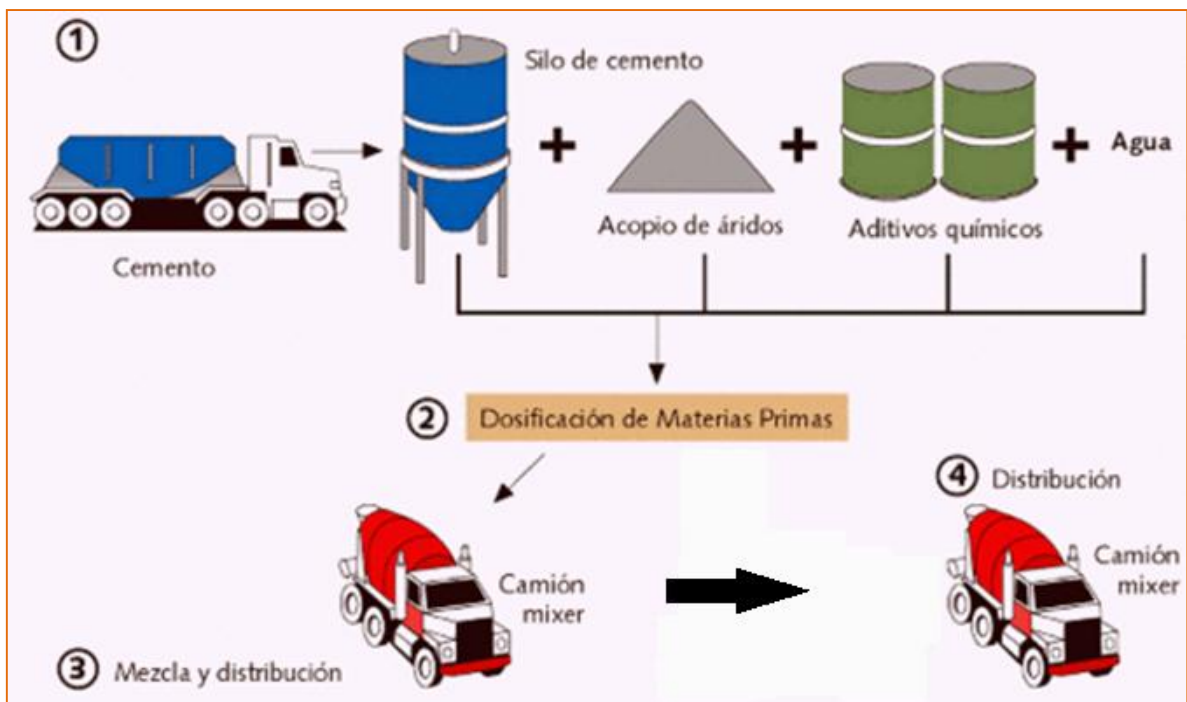 1
Silo de cemento
Cemento
Acopio de áridos
Aditivos químicos
Agua
2 Dosificación de Materias Primas
Camión
mixer
3 Mezcla y distribución
4 Distribución
Camión
mixer